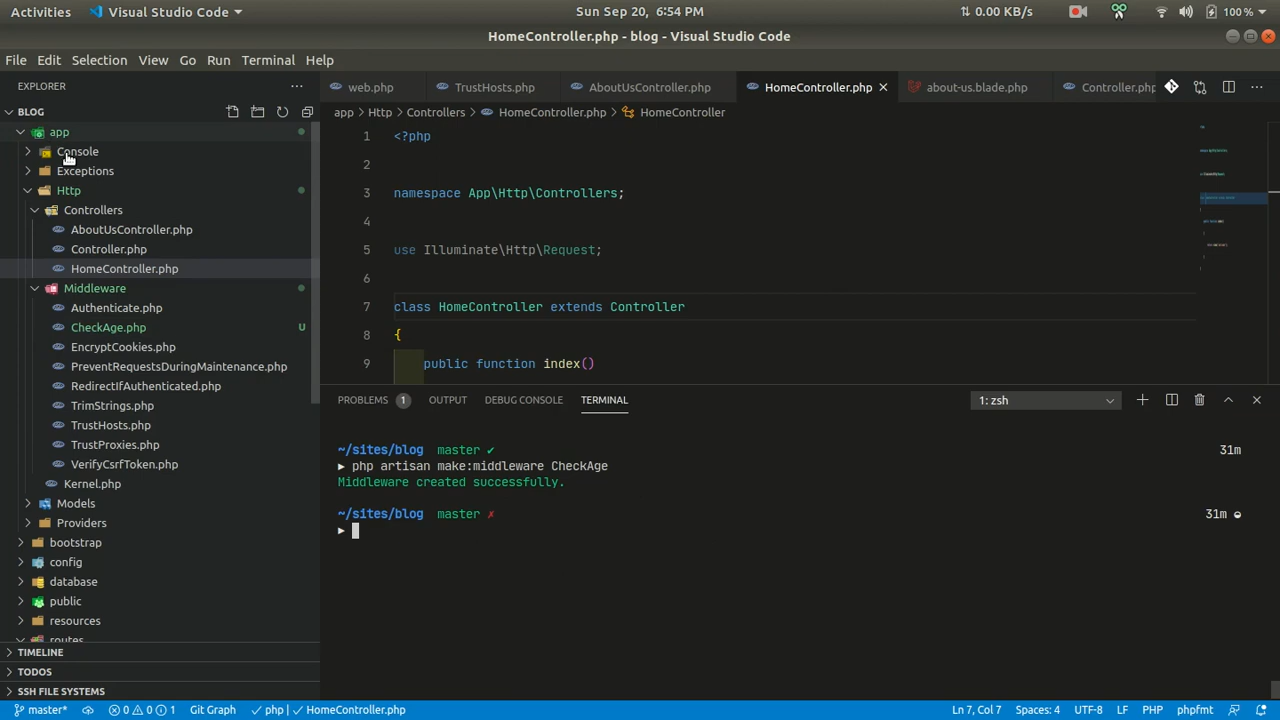 Activities
Visual Studio Code
Sun Sep 20, 6:54 PM
0.00 KB/s
100 %
HomeController.php - blog - Visual Studio Code
File Edit Selection View Go Run Terminal Help
EXPLORER
BLOG
app
Console
Exceptions
Http
Controllers
AboutUsController.php
Controller.php
HomeController.php
Middleware
Authenticate.php
CheckAge.php U
EncryptCookies.php
PreventRequestsDuringMaintenance.php
RedirectIfAuthenticated.php
TrimStrings.php
TrustHosts.php
TrustProxies.php
VerifyCsrfToken.php
Kernel.php
Models
Providers
bootstrap
config
database
public
resources
routes
TIMELINE
TODOS
SSH FILE SYSTEMS
web.php TrustHosts.php AboutUsController.php HomeController.php about-us.blade.php Controller.php
app > Http > Controllers > HomeController.php > HomeController
1 <?php
2
3 namespace App\Http\Controllers;
4
5 use Illuminate\Http\Request;
6
7 class HomeController extends Controller
8 {
9 public function index()
PROBLEMS 1 OUTPUT DEBUG CONSOLE TERMINAL
1: zsh
~/sites/blog master ✔ 31m
▶ php artisan make:middleware CheckAge
Middleware created successfully.
~/sites/blog master ✗ 31m
▶
master* 0 0 1 Git Graph php | HomeController.php
Ln 7, Col 7 Spaces: 4 UTF-8 LF PHP phpfmt